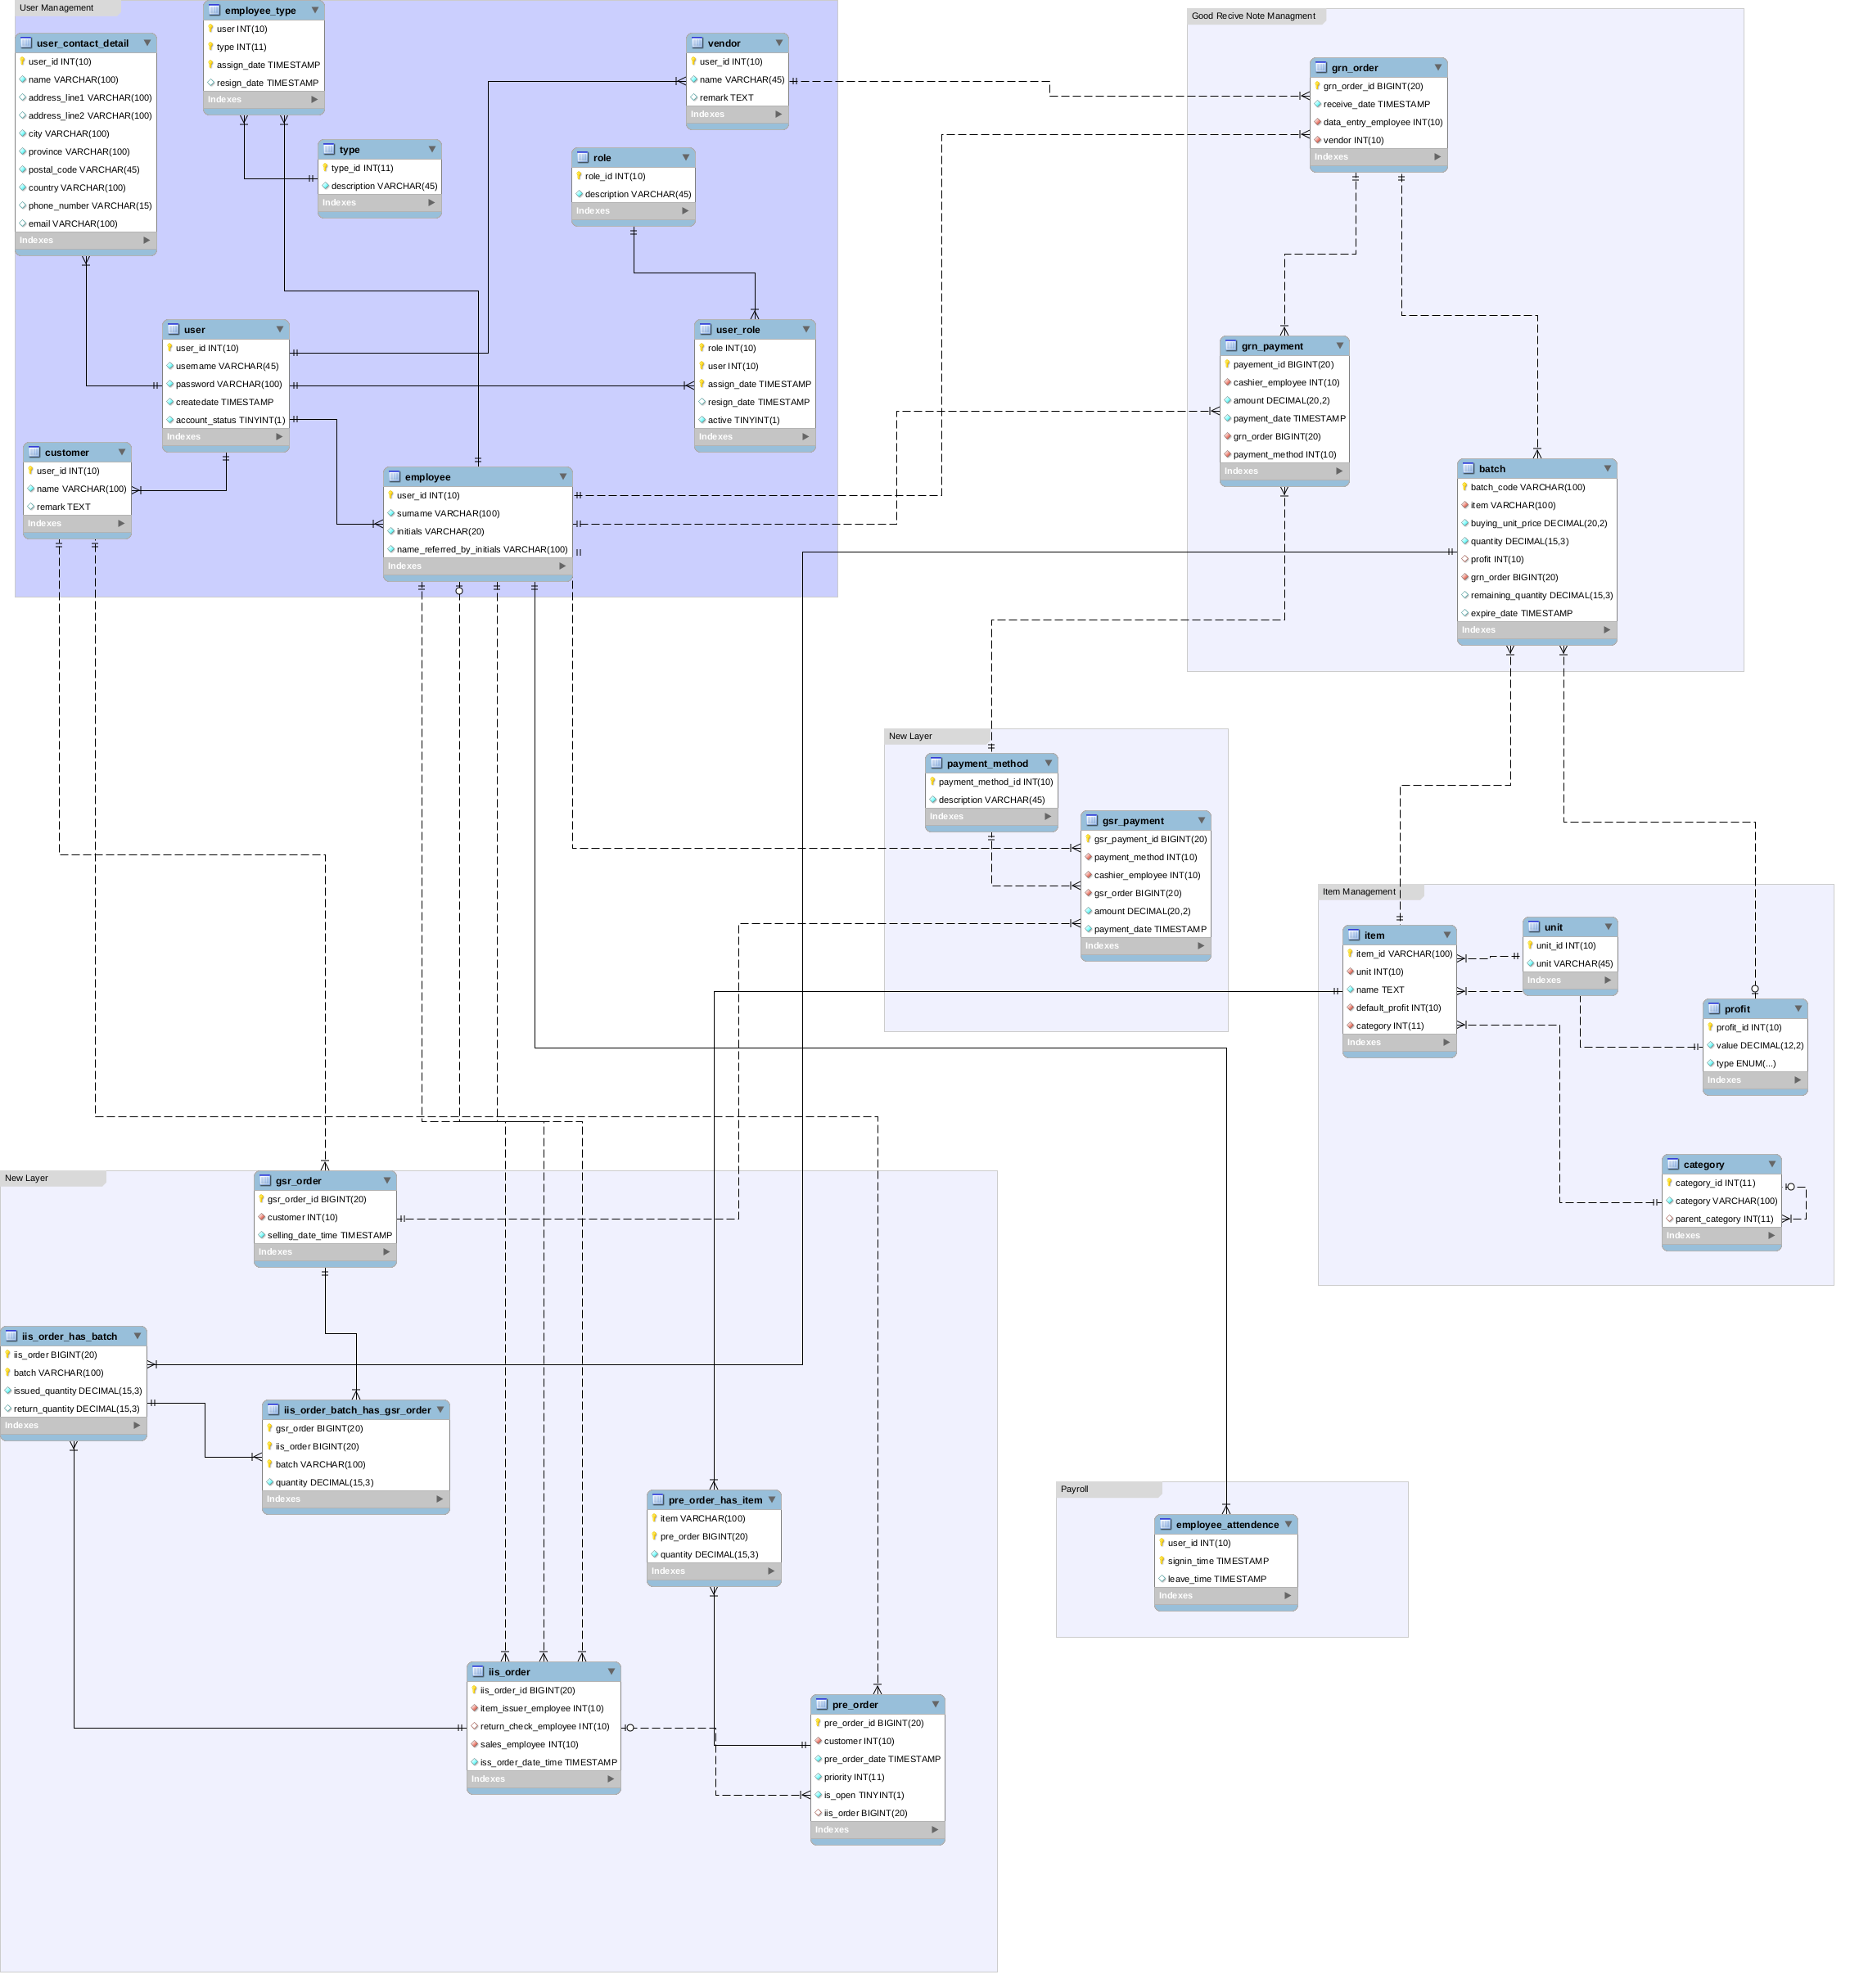 User Management
employee_type
user INT(10)
type INT(11)
assign_date TIMESTAMP
resign_date TIMESTAMP
Indexes
user_contact_detail
user_id INT(10)
name VARCHAR(100)
address_line1 VARCHAR(100)
address_line2 VARCHAR(100)
city VARCHAR(100)
province VARCHAR(100)
postal_code VARCHAR(45)
country VARCHAR(100)
phone_number VARCHAR(15)
email VARCHAR(100)
Indexes
vendor
user_id INT(10)
name VARCHAR(45)
remark TEXT
Indexes
type
type_id INT(11)
description VARCHAR(45)
Indexes
role
role_id INT(10)
description VARCHAR(45)
Indexes
user
user_id INT(10)
username VARCHAR(45)
password VARCHAR(100)
createdate TIMESTAMP
account_status TINYINT(1)
Indexes
user_role
role INT(10)
user INT(10)
assign_date TIMESTAMP
resign_date TIMESTAMP
active TINYINT(1)
Indexes
customer
user_id INT(10)
name VARCHAR(100)
remark TEXT
Indexes
employee
user_id INT(10)
surname VARCHAR(100)
initials VARCHAR(20)
name_referred_by_initials VARCHAR(100)
Indexes
Good Recive Note Managment
grn_order
grn_order_id BIGINT(20)
receive_date TIMESTAMP
data_entry_employee INT(10)
vendor INT(10)
Indexes
grn_payment
payement_id BIGINT(20)
cashier_employee INT(10)
amount DECIMAL(20,2)
payment_date TIMESTAMP
grn_order BIGINT(20)
payment_method INT(10)
Indexes
batch
batch_code VARCHAR(100)
item VARCHAR(100)
buying_unit_price DECIMAL(20,2)
quantity DECIMAL(15,3)
profit INT(10)
grn_order BIGINT(20)
remaining_quantity DECIMAL(15,3)
expire_date TIMESTAMP
Indexes
New Layer
payment_method
payment_method_id INT(10)
description VARCHAR(45)
Indexes
gsr_payment
gsr_payment_id BIGINT(20)
payment_method INT(10)
cashier_employee INT(10)
gsr_order BIGINT(20)
amount DECIMAL(20,2)
payment_date TIMESTAMP
Indexes
Item Management
item
item_id VARCHAR(100)
unit INT(10)
name TEXT
default_profit INT(10)
category INT(11)
Indexes
unit
unit_id INT(10)
unit VARCHAR(45)
Indexes
profit
profit_id INT(10)
value DECIMAL(12,2)
type ENUM(...)
Indexes
category
category_id INT(11)
category VARCHAR(100)
parent_category INT(11)
Indexes
New Layer
gsr_order
gsr_order_id BIGINT(20)
customer INT(10)
selling_date_time TIMESTAMP
Indexes
iis_order_has_batch
iis_order BIGINT(20)
batch VARCHAR(100)
issued_quantity DECIMAL(15,3)
return_quantity DECIMAL(15,3)
Indexes
iis_order_batch_has_gsr_order
gsr_order BIGINT(20)
iis_order BIGINT(20)
batch VARCHAR(100)
quantity DECIMAL(15,3)
Indexes
pre_order_has_item
item VARCHAR(100)
pre_order BIGINT(20)
quantity DECIMAL(15,3)
Indexes
iis_order
iis_order_id BIGINT(20)
item_issuer_employee INT(10)
return_check_employee INT(10)
sales_employee INT(10)
iss_order_date_time TIMESTAMP
Indexes
pre_order
pre_order_id BIGINT(20)
customer INT(10)
pre_order_date TIMESTAMP
priority INT(11)
is_open TINYINT(1)
iis_order BIGINT(20)
Indexes
Payroll
employee_attendence
user_id INT(10)
signin_time TIMESTAMP
leave_time TIMESTAMP
Indexes